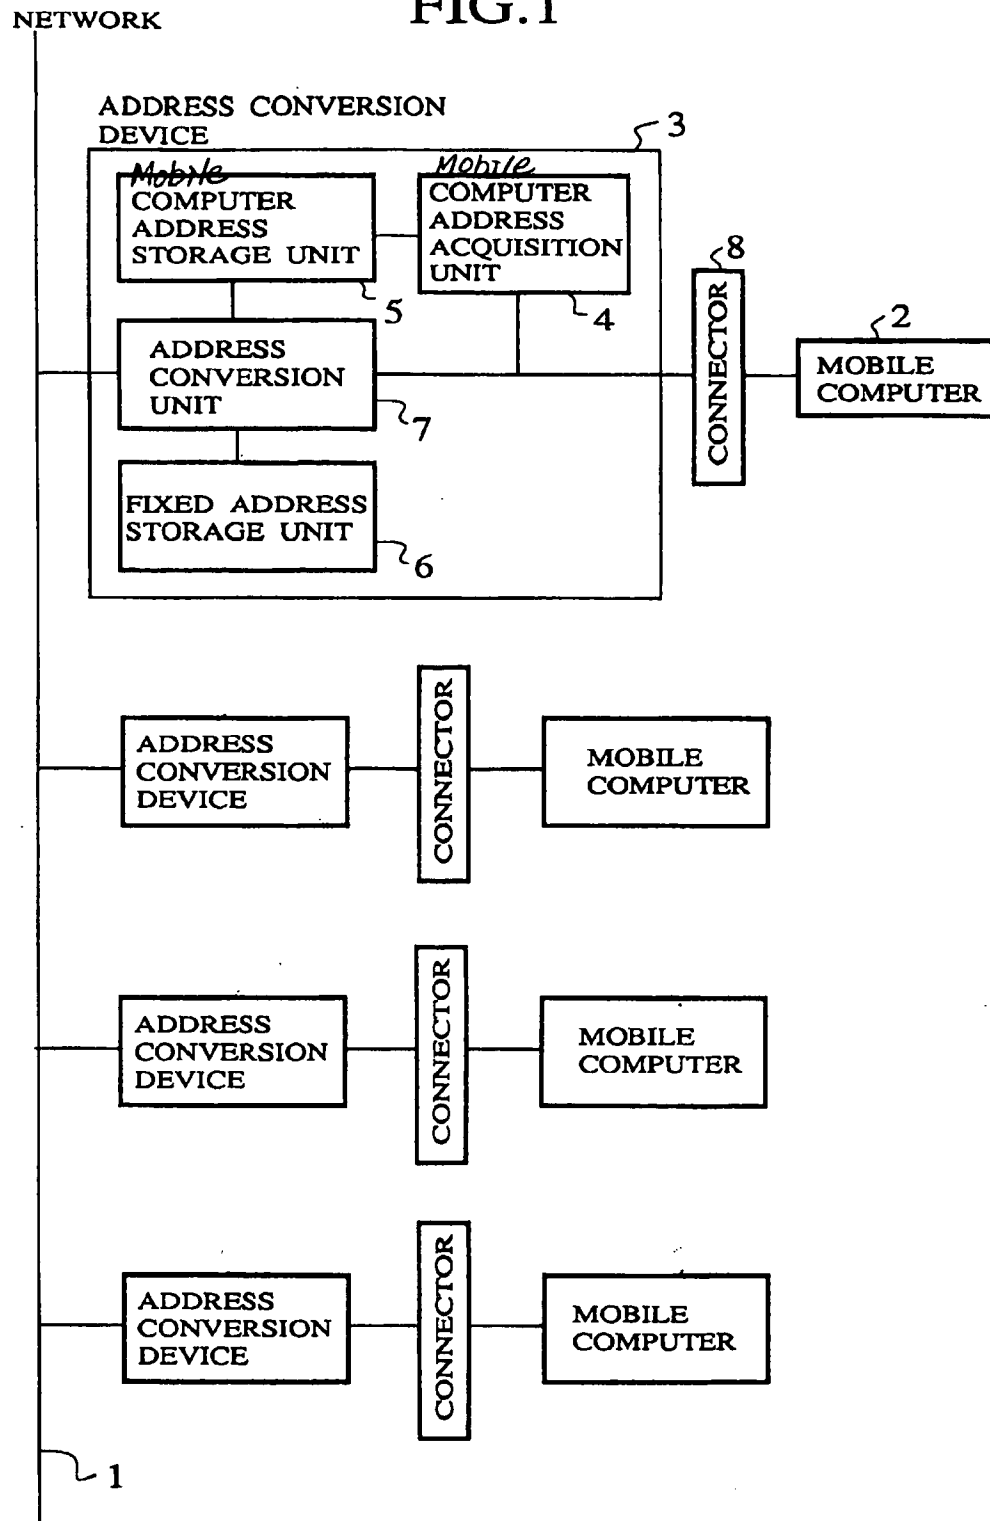 FIG.1
NETWORK
ADDRESS CONVERSION
DEVICE
3
Mobile
COMPUTER
ADDRESS
STORAGE UNIT
5
Mobile
COMPUTER
ADDRESS
ACQUISITION
UNIT
4
8
CONNECTOR
2
MOBILE
COMPUTER
ADDRESS
CONVERSION
UNIT
7
FIXED ADDRESS
STORAGE UNIT
6
ADDRESS
CONVERSION
DEVICE
CONNECTOR
MOBILE
COMPUTER
ADDRESS
CONVERSION
DEVICE
CONNECTOR
MOBILE
COMPUTER
ADDRESS
CONVERSION
DEVICE
CONNECTOR
MOBILE
COMPUTER
1